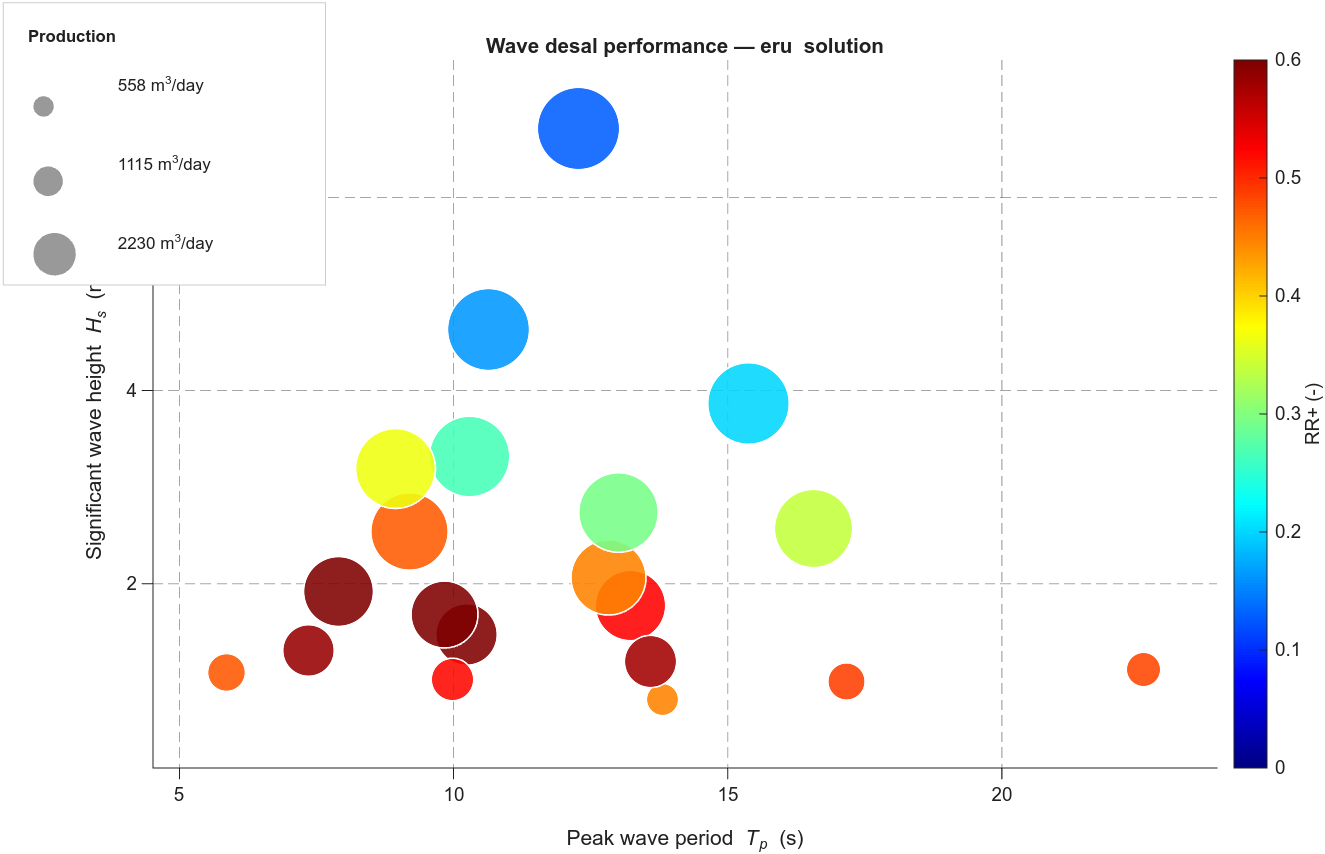 Production
558 m³/day
1115 m³/day
2230 m³/day
Wave desal performance — eru solution
Significant wave height H_s
4
2
5
10
15
20
Peak wave period T_p (s)
0.6
0.5
0.4
0.3
0.2
0.1
0
RR+ (-)